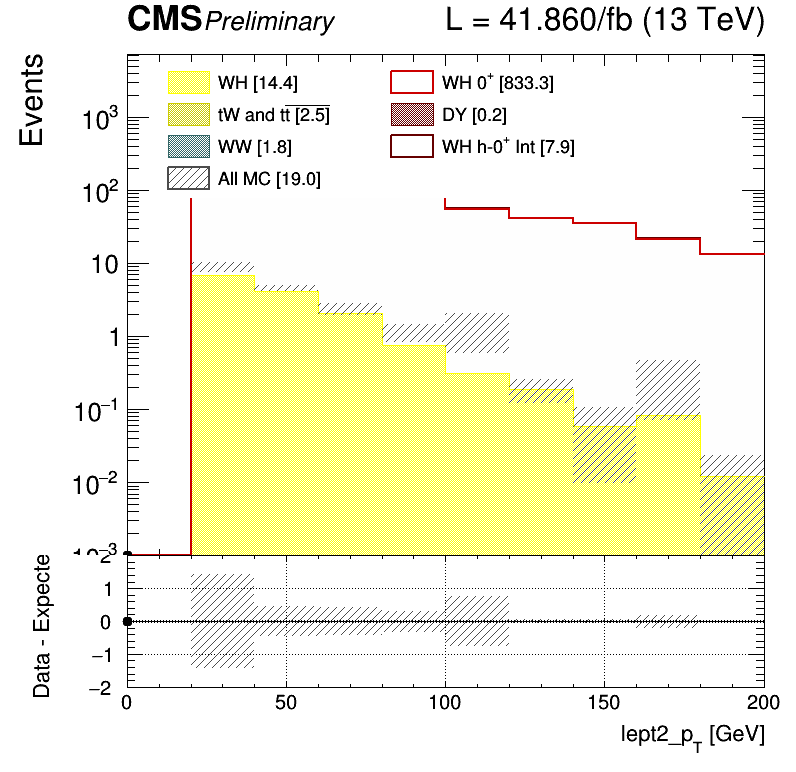 CMS Preliminary L = 41.860/fb (13 TeV)
Events
WH [14.4] WH 0+ [833.3]
tW and tt [2.5] DY [0.2]
WW [1.8] WH h-0+ Int [7.9]
All MC [19.0]
10³
10²
10
1
10⁻¹
10⁻²
10⁻³
Data - Expecte
2
1
0
−1
−2
0 50 100 150 200
lept2_p_T [GeV]